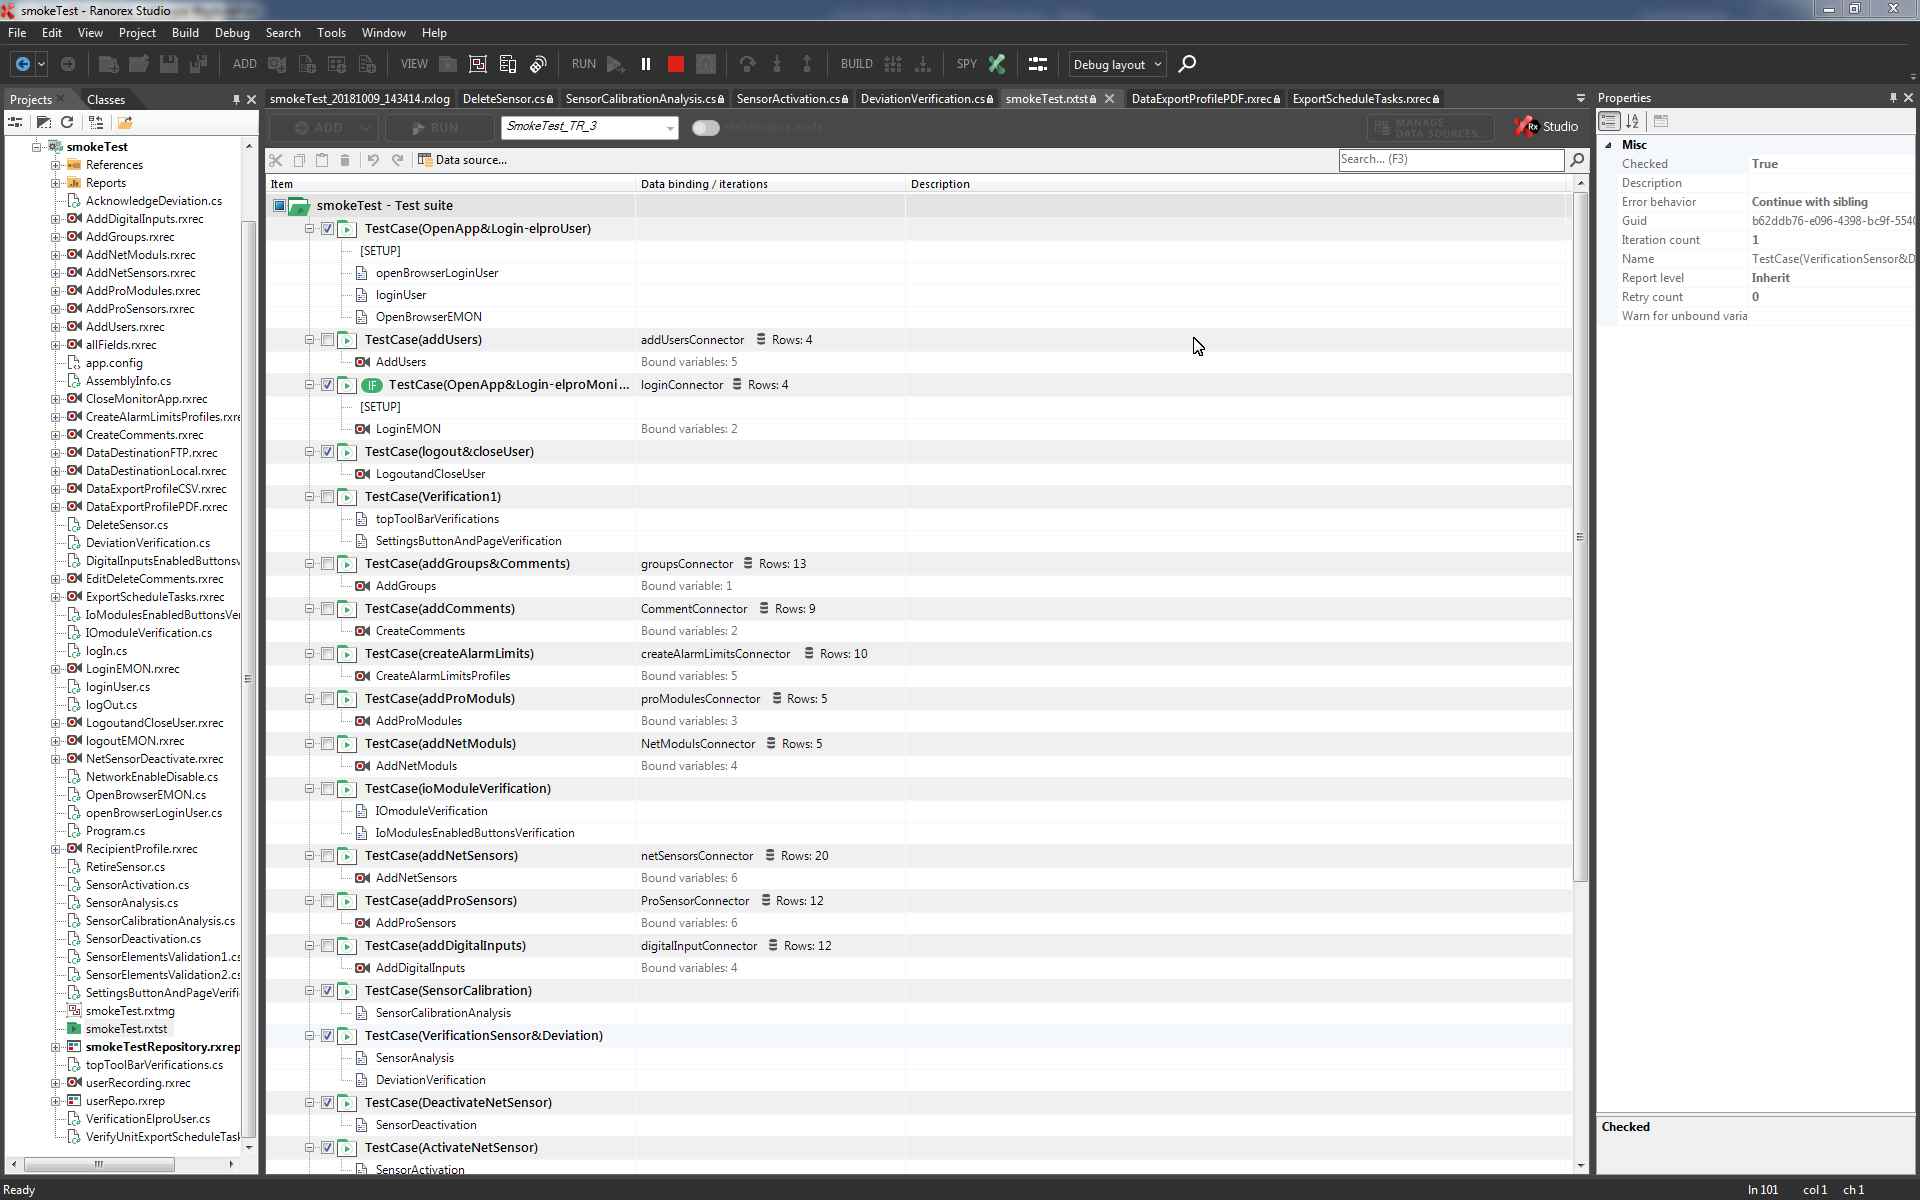 smokeTest - Ranorex Studio
File Edit View Project Build Debug Search Tools Window Help
ADD VIEW RUN BUILD SPY Debug layout
Projects Classes
smokeTest_20181009_143414.rxlog DeleteSensor.cs SensorCalibrationAnalysis.cs SensorActivation.cs DeviationVerification.cs smokeTest.rxtst DataExportProfilePDF.rxrec ExportScheduleTasks.rxrec
Properties
ADD RUN SmokeTest_TR_3 MANAGE DATA SOURCES... Rx Studio
Data source... Search... (F3)
smokeTest
References
Reports
AcknowledgeDeviation.cs
AddDigitalInputs.rxrec
AddGroups.rxrec
AddNetModuls.rxrec
AddNetSensors.rxrec
AddProModules.rxrec
AddProSensors.rxrec
AddUsers.rxrec
allFields.rxrec
app.config
AssemblyInfo.cs
CloseMonitorApp.rxrec
CreateAlarmLimitsProfiles.rxre
CreateComments.rxrec
DataDestinationFTP.rxrec
DataDestinationLocal.rxrec
DataExportProfileCSV.rxrec
DataExportProfilePDF.rxrec
DeleteSensor.cs
DeviationVerification.cs
DigitalInputsEnabledButtonsv
EditDeleteComments.rxrec
ExportScheduleTasks.rxrec
IoModulesEnabledButtonsVer
IOmoduleVerification.cs
logIn.cs
LoginEMON.rxrec
loginUser.cs
logOut.cs
LogoutandCloseUser.rxrec
logoutEMON.rxrec
NetSensorDeactivate.rxrec
NetworkEnableDisable.cs
OpenBrowserEMON.cs
openBrowserLoginUser.cs
Program.cs
RecipientProfile.rxrec
RetireSensor.cs
SensorActivation.cs
SensorAnalysis.cs
SensorCalibrationAnalysis.cs
SensorDeactivation.cs
SensorElementsValidation1.cs
SensorElementsValidation2.cs
SettingsButtonAndPageVerifi
smokeTest.rxtmg
smokeTest.rxtst
smokeTestRepository.rxrep
topToolBarVerifications.cs
userRecording.rxrec
userRepo.rxrep
VerificationElproUser.cs
VerifyUnitExportScheduleTask
Item Data binding / iterations Description
smokeTest - Test suite
TestCase(OpenApp&Login-elproUser)
[SETUP]
openBrowserLoginUser
loginUser
OpenBrowserEMON
TestCase(addUsers) addUsersConnector Rows: 4
AddUsers Bound variables: 5
IF TestCase(OpenApp&Login-elproMoni... loginConnector Rows: 4
[SETUP]
LoginEMON Bound variables: 2
TestCase(logout&closeUser)
LogoutandCloseUser
TestCase(Verification1)
topToolBarVerifications
SettingsButtonAndPageVerification
TestCase(addGroups&Comments) groupsConnector Rows: 13
AddGroups Bound variable: 1
TestCase(addComments) CommentConnector Rows: 9
CreateComments Bound variables: 2
TestCase(createAlarmLimits) createAlarmLimitsConnector Rows: 10
CreateAlarmLimitsProfiles Bound variables: 5
TestCase(addProModuls) proModulesConnector Rows: 5
AddProModules Bound variables: 3
TestCase(addNetModuls) NetModulsConnector Rows: 5
AddNetModuls Bound variables: 4
TestCase(ioModuleVerification)
IOmoduleVerification
IoModulesEnabledButtonsVerification
TestCase(addNetSensors) netSensorsConnector Rows: 20
AddNetSensors Bound variables: 6
TestCase(addProSensors) ProSensorConnector Rows: 12
AddProSensors Bound variables: 6
TestCase(addDigitalInputs) digitalInputConnector Rows: 12
AddDigitalInputs Bound variables: 4
TestCase(SensorCalibration)
SensorCalibrationAnalysis
TestCase(VerificationSensor&Deviation)
SensorAnalysis
DeviationVerification
TestCase(DeactivateNetSensor)
SensorDeactivation
TestCase(ActivateNetSensor)
SensorActivation
Misc
Checked True
Description
Error behavior Continue with sibling
Guid b62ddb76-e096-4398-bc9f-5540
Iteration count 1
Name TestCase(VerificationSensor&D
Report level Inherit
Retry count 0
Warn for unbound varia
Checked
Ready ln 101 col 1 ch 1